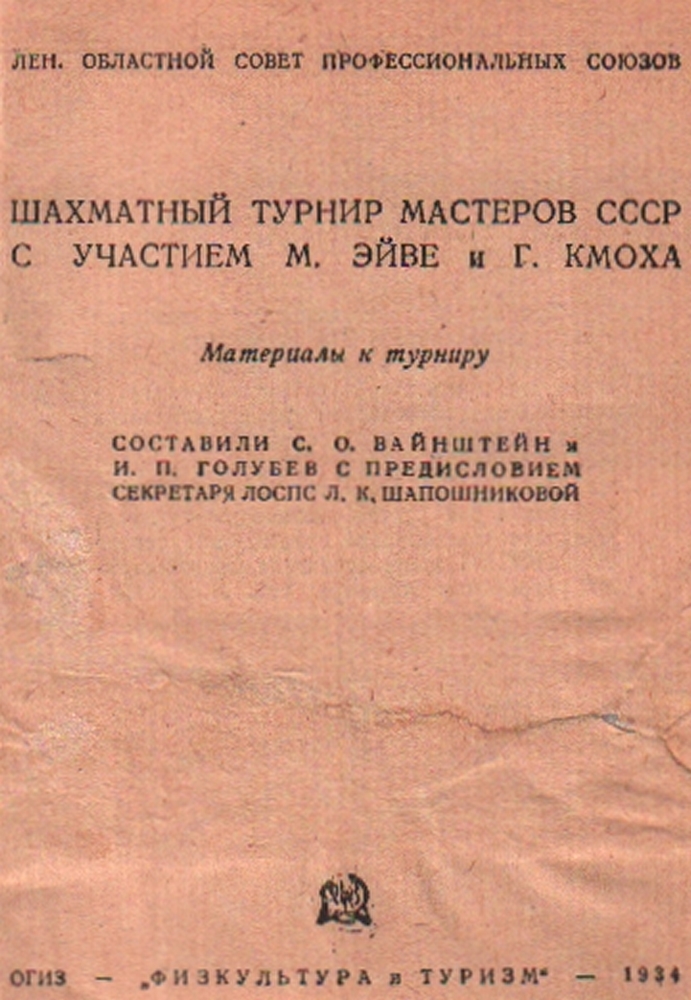 ЛЕН. ОБЛАСТНОЙ СОВЕТ ПРОФЕССИОНАЛЬНЫХ СОЮЗОВ
ШАХМАТНЫЙ ТУРНИР МАСТЕРОВ СССР
С УЧАСТИЕМ М. ЭЙВЕ и Г. КМОХА
Материалы к турниру
СОСТАВИЛИ С. О. ВАЙНШТЕЙН и
И. П. ГОЛУБЕВ С ПРЕДИСЛОВИЕМ
СЕКРЕТАРЯ ЛОСПС Л. К. ШАПОШНИКОВОЙ
ОГИЗ — „ФИЗКУЛЬТУРА и ТУРИЗМ“ — 1934